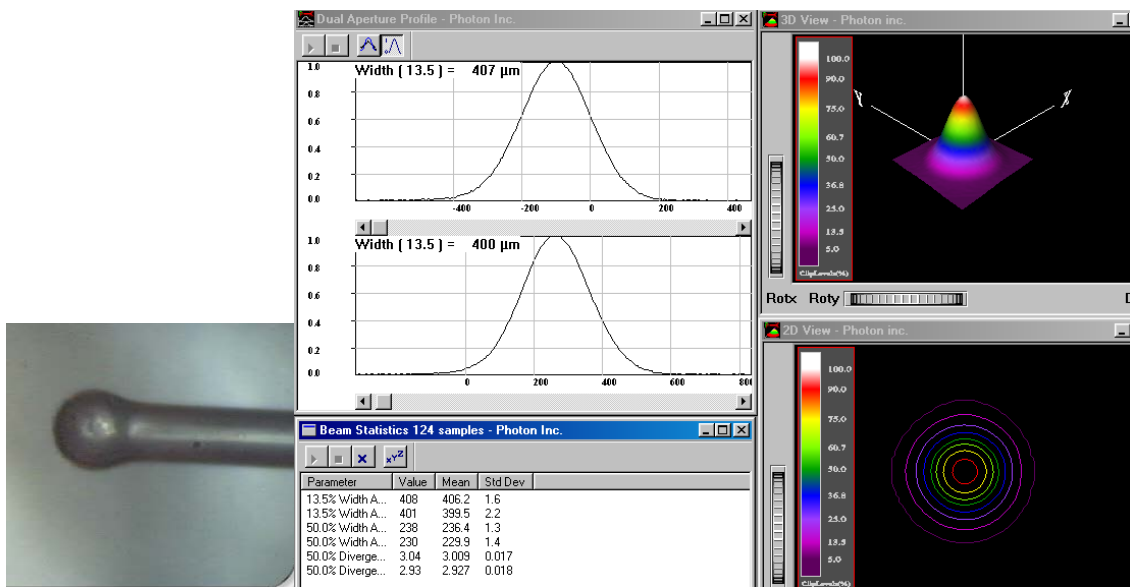 Dual Aperture Profile - Photon Inc.
Width ( 13.5 ) = 407 µm
1.0
0.8
0.6
0.4
0.2
0.0
-400 -200 0 200 400
Width ( 13.5 ) = 400 µm
1.0
0.8
0.6
0.4
0.2
0.0
0 200 400 600 800
Beam Statistics 124 samples - Photon Inc.
Parameter Value Mean Std Dev
13.5% Width A... 408 406.2 1.6
13.5% Width A... 401 399.5 2.2
50.0% Width A... 238 236.4 1.3
50.0% Width A... 230 229.9 1.4
50.0% Diverge... 3.04 3.009 0.017
50.0% Diverge... 2.93 2.927 0.018
3D View - Photon inc.
100.0
90.0
75.0
60.7
50.0
36.8
25.0
13.5
5.0
ClipLevels(%)
Y X
Rotx Roty
2D View - Photon inc.
100.0
90.0
75.0
60.7
50.0
36.8
25.0
13.5
5.0
ClipLevels(%)